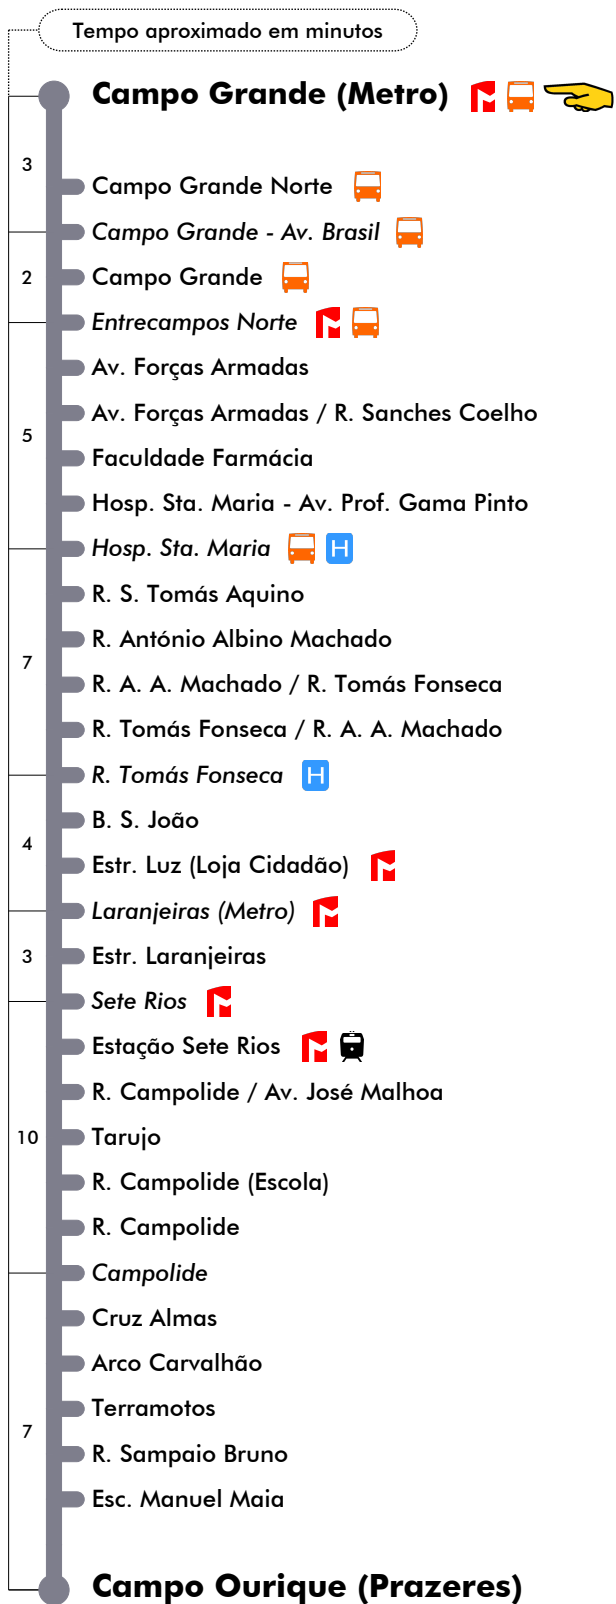 Tempo aproximado em minutos
Campo Grande (Metro)
3
Campo Grande Norte
Campo Grande - Av. Brasil
2
Campo Grande
Entrecampos Norte
Av. Forças Armadas
Av. Forças Armadas / R. Sanches Coelho
5
Faculdade Farmácia
Hosp. Sta. Maria - Av. Prof. Gama Pinto
Hosp. Sta. Maria H
R. S. Tomás Aquino
R. António Albino Machado
7
R. A. A. Machado / R. Tomás Fonseca
R. Tomás Fonseca / R. A. A. Machado
R. Tomás Fonseca H
B. S. João
4
Estr. Luz (Loja Cidadão)
Laranjeiras (Metro)
3
Estr. Laranjeiras
Sete Rios
Estação Sete Rios
R. Campolide / Av. José Malhoa
10
Tarujo
R. Campolide (Escola)
R. Campolide
Campolide
Cruz Almas
Arco Carvalhão
Terramotos
7
R. Sampaio Bruno
Esc. Manuel Maia
Campo Ourique (Prazeres)